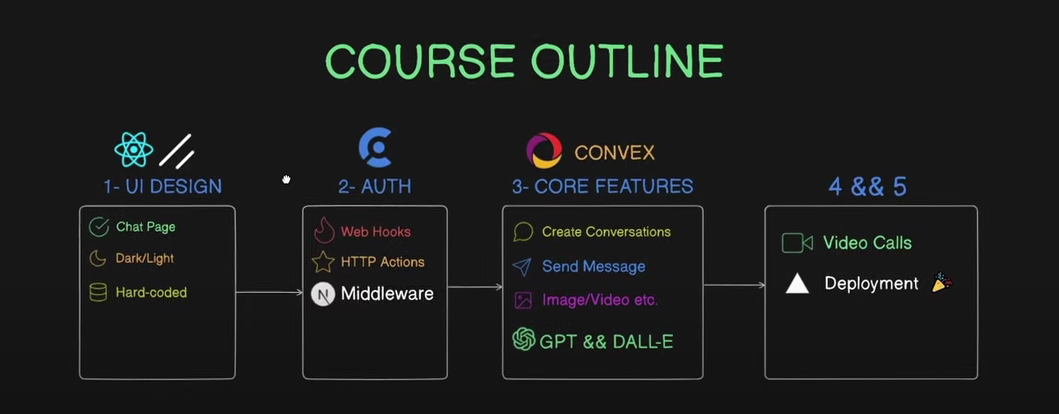 COURSE OUTLINE
1- UI DESIGN
Chat Page
Dark/Light
Hard-coded
2- AUTH
Web Hooks
HTTP Actions
N Middleware
CONVEX
3- CORE FEATURES
Create Conversations
Send Message
Image/Video etc.
GPT && DALL-E
4 && 5
Video Calls
Deployment